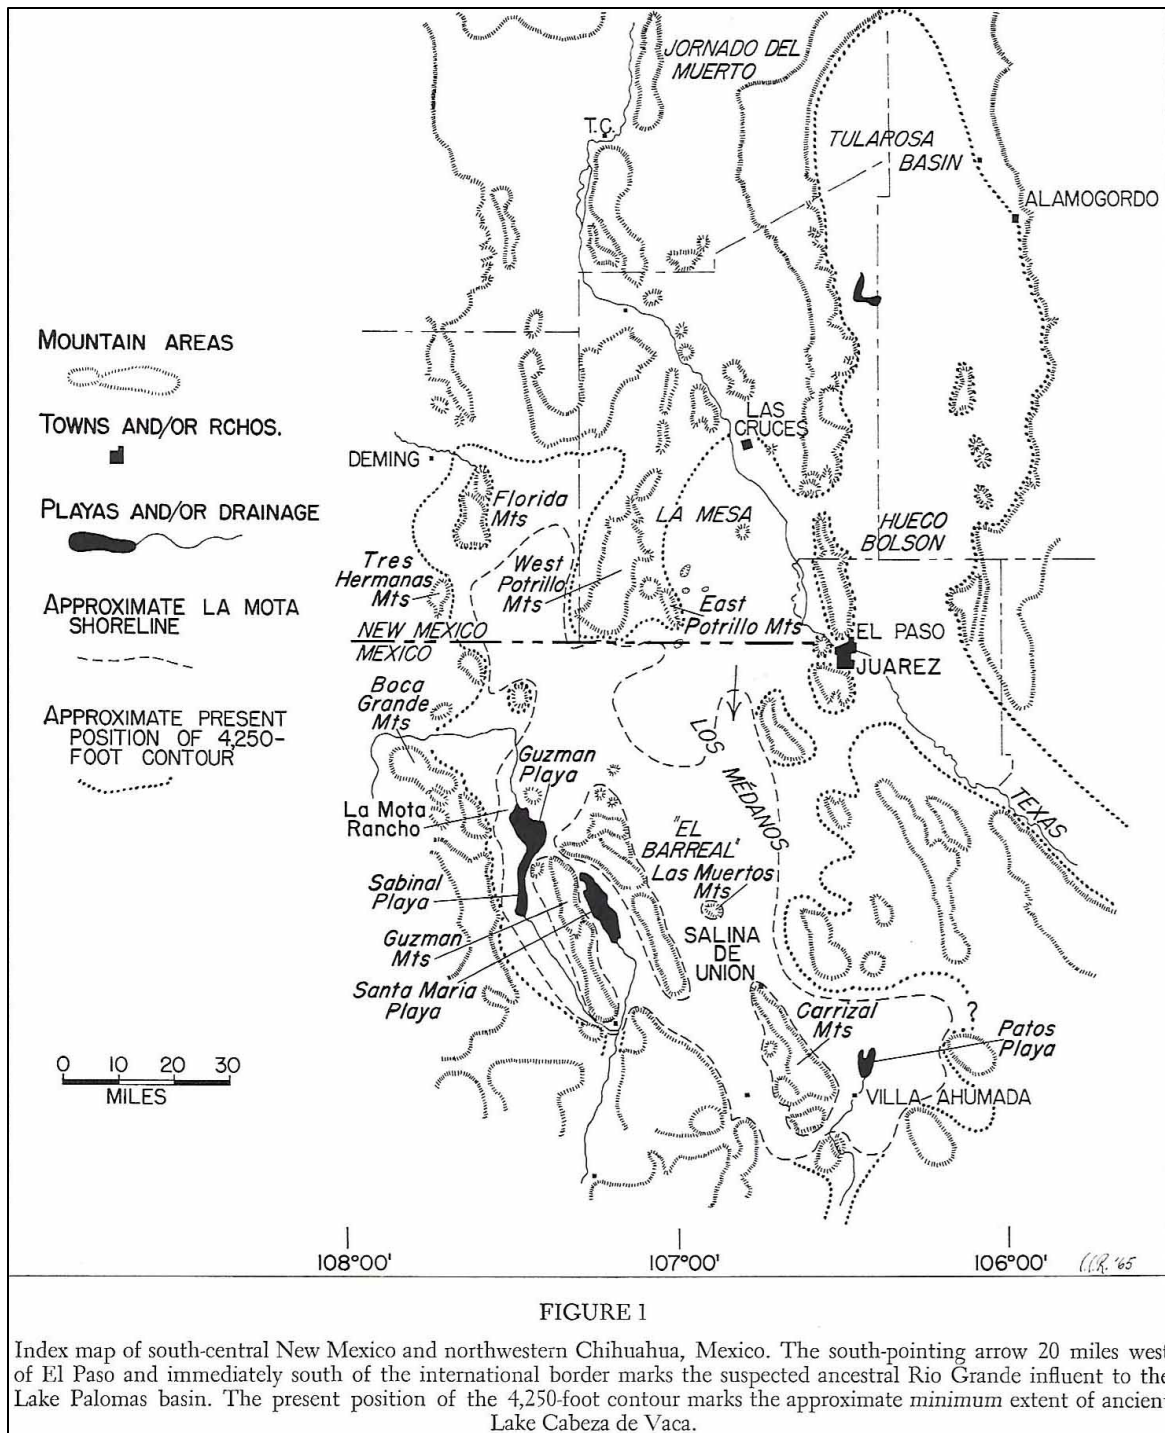 JORNADO DEL
MUERTO
T.C.
TULAROSA
BASIN
ALAMOGORDO
MOUNTAIN AREAS
TOWNS AND/OR RCHOS.
PLAYAS AND/OR DRAINAGE
APPROXIMATE LA MOTA
SHORELINE
APPROXIMATE PRESENT
POSITION OF 4,250-
FOOT CONTOUR
LAS
CRUCES
DEMING
Florida
Mts
LA MESA
HUECO
BOLSON
Tres
Hermanas
Mts
West
Potrillo
Mts
East
Potrillo Mts
NEW MEXICO
MEXICO
EL PASO
JUAREZ
Boca
Grande
Mts
LOS MÉDANOS
Guzman
Playa
La Mota
Rancho
TEXAS
"EL
BARREAL"
Las Muertos
Mts
Sabinal
Playa
Guzman
Mts
SALINA
DE
UNION
Santa Maria
Playa
Carrizal
Mts
?
Patos
Playa
VILLA AHUMADA
0 10 20 30
MILES
108°00' 107°00' 106°00'
C.C.R. '65
FIGURE 1
Index map of south-central New Mexico and northwestern Chihuahua, Mexico. The south-pointing arrow 20 miles west
of El Paso and immediately south of the international border marks the suspected ancestral Rio Grande influent to the
Lake Palomas basin. The present position of the 4,250-foot contour marks the approximate minimum extent of ancient
Lake Cabeza de Vaca.